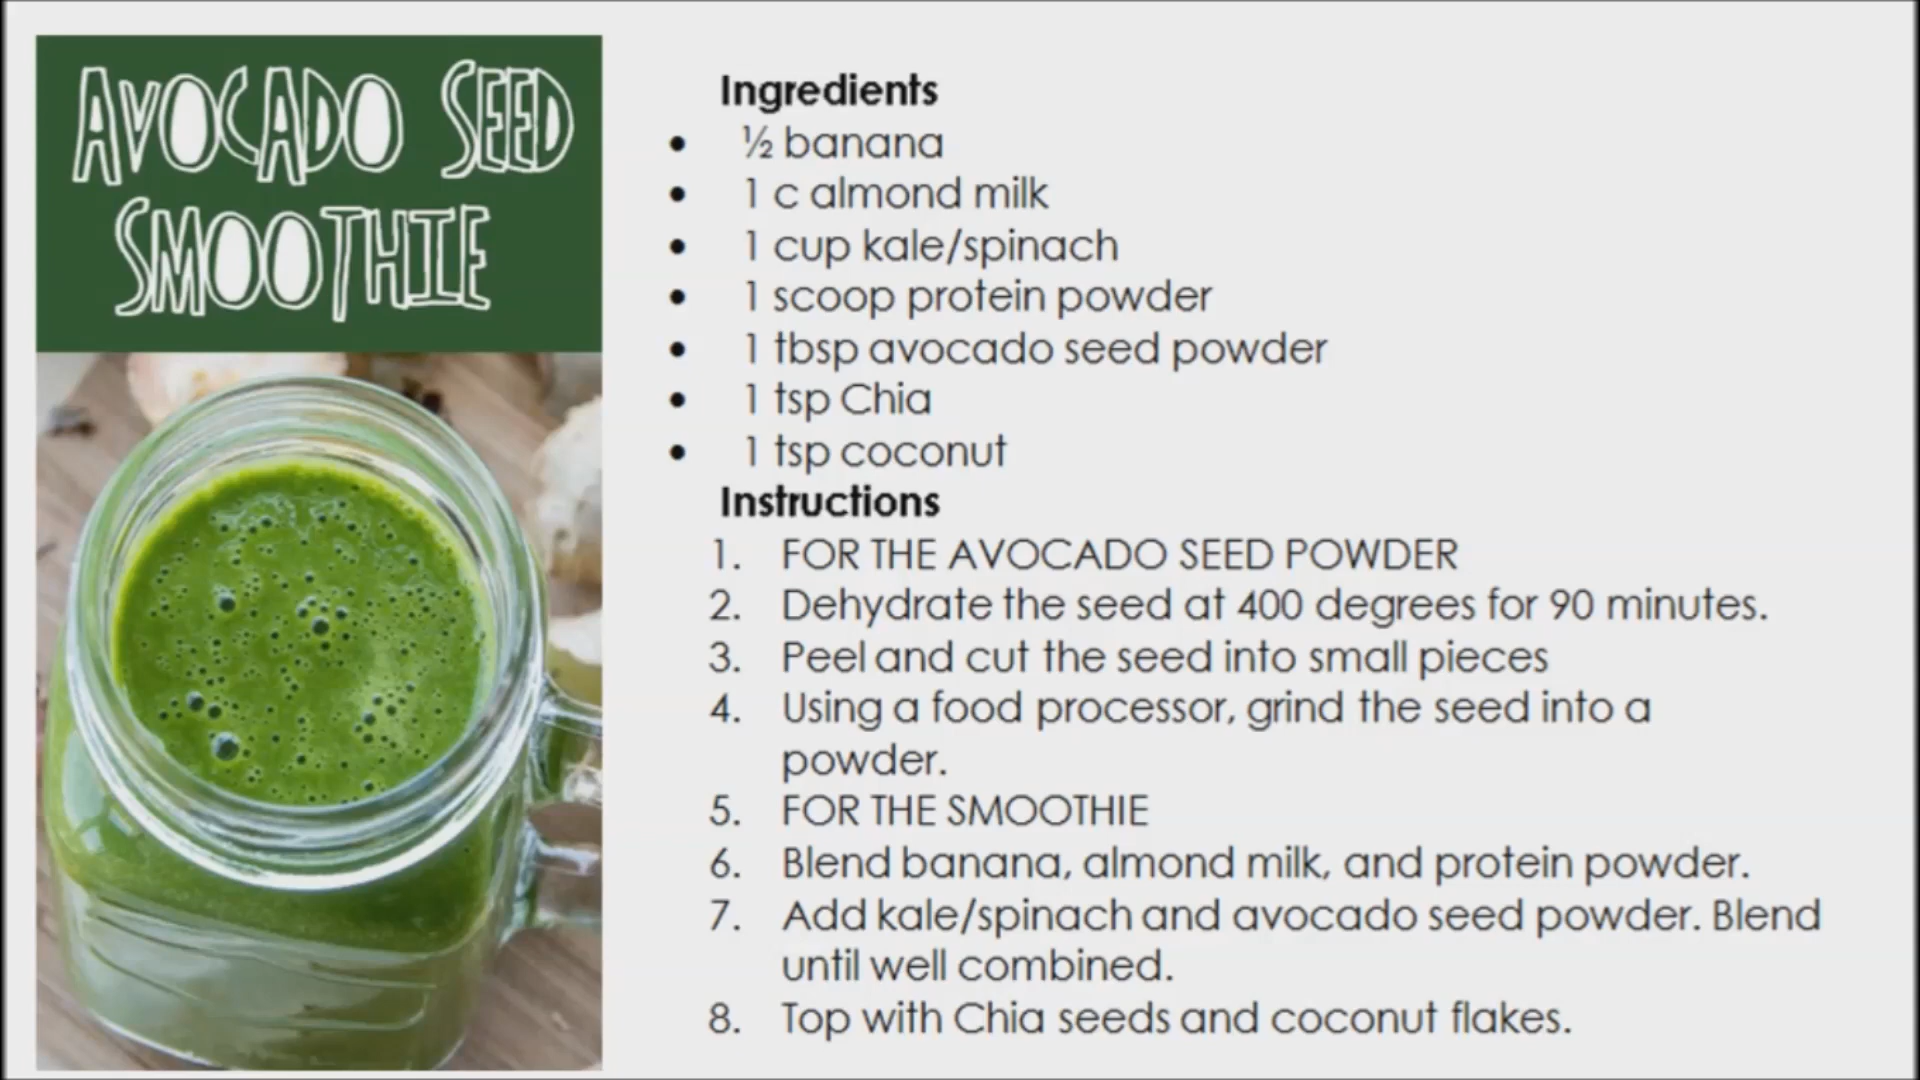 AVOCADO SEED
SMOOTHIE
Ingredients
• ½ banana
• 1 c almond milk
• 1 cup kale/spinach
• 1 scoop protein powder
• 1 tbsp avocado seed powder
• 1 tsp Chia
• 1 tsp coconut
Instructions
1. FOR THE AVOCADO SEED POWDER
2. Dehydrate the seed at 400 degrees for 90 minutes.
3. Peel and cut the seed into small pieces
4. Using a food processor, grind the seed into a
powder.
5. FOR THE SMOOTHIE
6. Blend banana, almond milk, and protein powder.
7. Add kale/spinach and avocado seed powder. Blend
until well combined.
8. Top with Chia seeds and coconut flakes.